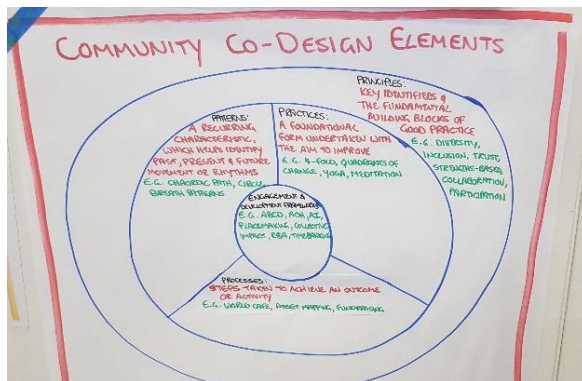 COMMUNITY CO-DESIGN ELEMENTS
PRINCIPLES:
KEY IDENTIFIERS &
THE FUNDAMENTAL
BUILDING BLOCKS OF
GOOD PRACTICE
E.G. DIVERSITY,
INCLUSION, TRUST,
STRENGTHS-BASED,
COLLABORATION,
PARTICIPATION
PATTERNS:
A RECURRING
CHARACTERISTIC,
WHICH HELPS IDENTIFY
PAST, PRESENT & FUTURE
MOVEMENT OR RHYTHMS
E.G. CHAORDIC PATH, CIRCLE,
BREATH PATTERNS
PRACTICES:
A FOUNDATIONAL
FORM UNDERTAKEN WITH
THE AIM TO IMPROVE
E.G. 4-FOLD, QUADRANTS OF
CHANGE, YOGA, MEDITATION
ENGAGEMENT &
DEVELOPMENT FRAMEWORKS
E.G. ABCD, AOH, AI,
PLACEMAKING, COLLECTIVE
IMPACT, RBA, TIMEBANKING
PROCESSES:
STEPS TAKEN TO ACHIEVE AN OUTCOME
OR ACTIVITY
E.G. WORLD CAFE, ASSET MAPPING, FUNDRAISING